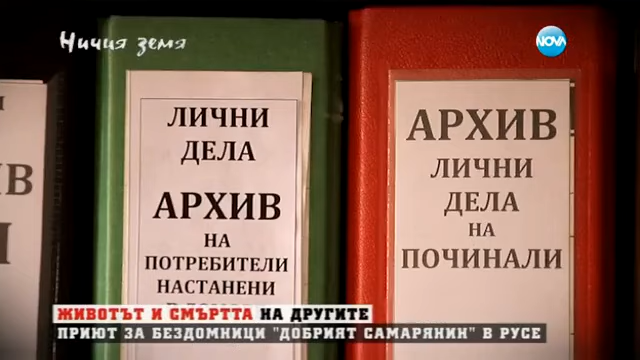 Ничия земя
NOVA
ЛИЧНИ
ДЕЛА
АРХИВ
НА
ПОТРЕБИТЕЛИ
НАСТАНЕНИ
АРХИВ
ЛИЧНИ
ДЕЛА
НА
ПОЧИНАЛИ
ЖИВОТЪТ И СМЪРТТА НА ДРУГИТЕ
ПРИЮТ ЗА БЕЗДОМНИЦИ "ДОБРИЯТ САМАРЯНИН" В РУСЕ